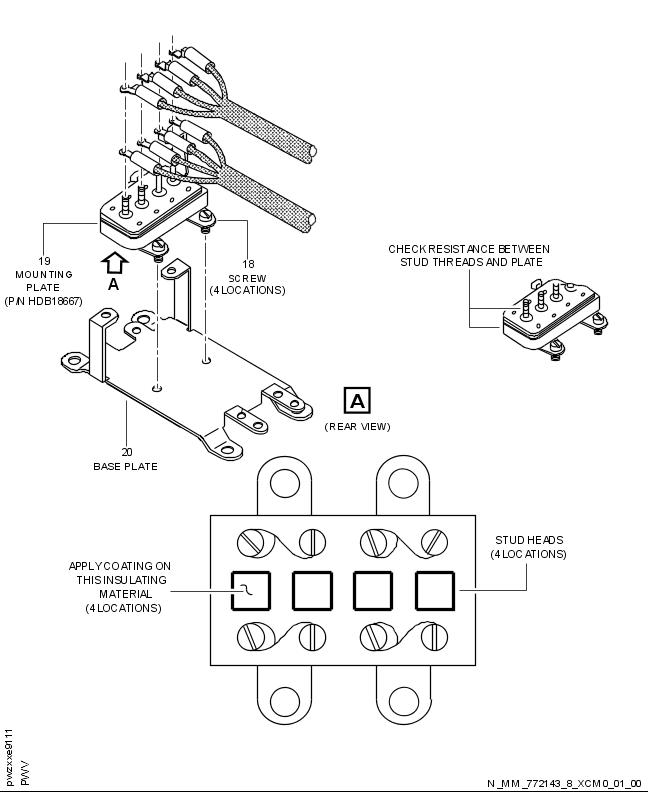 19
MOUNTING
PLATE
(P/N HDB18667)
A
18
SCREW
(4 LOCATIONS)
CHECK RESISTANCE BETWEEN
STUD THREADS AND PLATE
A
(REAR VIEW)
20
BASE PLATE
STUD HEADS
(4 LOCATIONS)
APPLY COATING ON
THIS INSULATING
MATERIAL
(4 LOCATIONS)
pwzxxe9111
PWV
N_MM_772143_8_XCM0_01_00